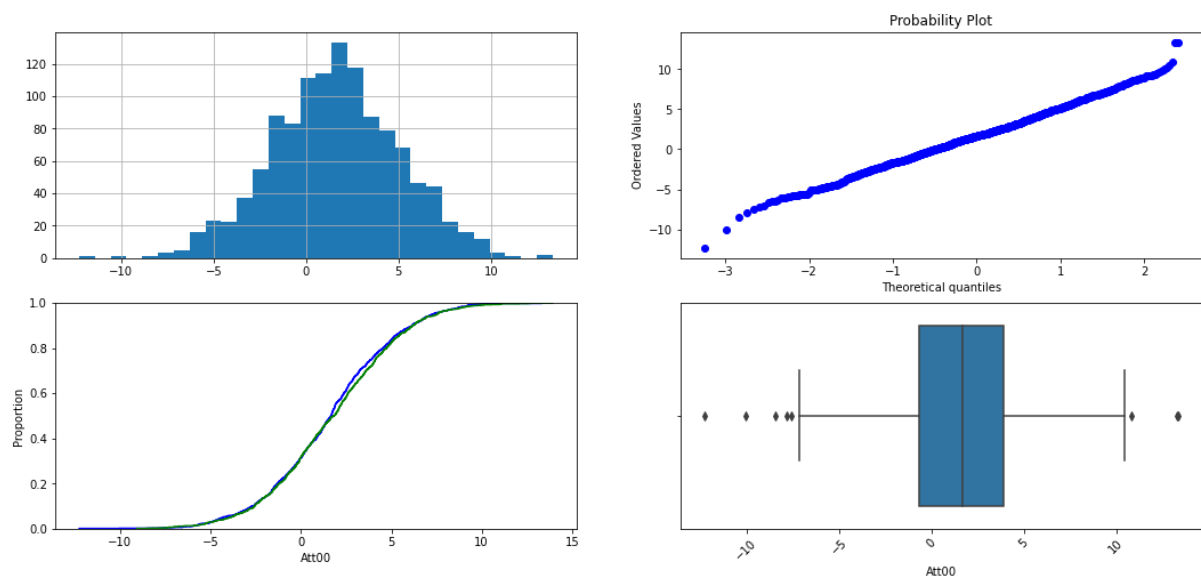 120
100
80
60
40
20
0
−10 −5 0 5 10
Probability Plot
Ordered Values
10
5
0
−5
−10
−3 −2 −1 0 1 2
Theoretical quantiles
Proportion
1.0
0.8
0.6
0.4
0.2
0.0
−10 −5 0 5 10 15
Att00
−10 −5 0 5 10
Att00